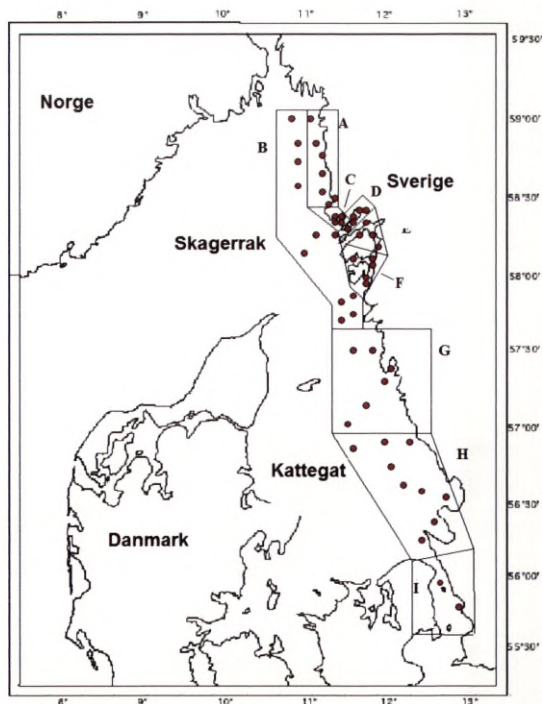 8° 9° 10° 11° 12° 13°
59°30"
Norge
59°00"
A
B
C
D
Sverige
58°30"
E
Skagerrak
58°00"
F
G
57°30"
57°00"
H
Kattegat
56°30"
Danmark
I
56°00"
55°30"
8° 9° 10° 11° 12° 13°